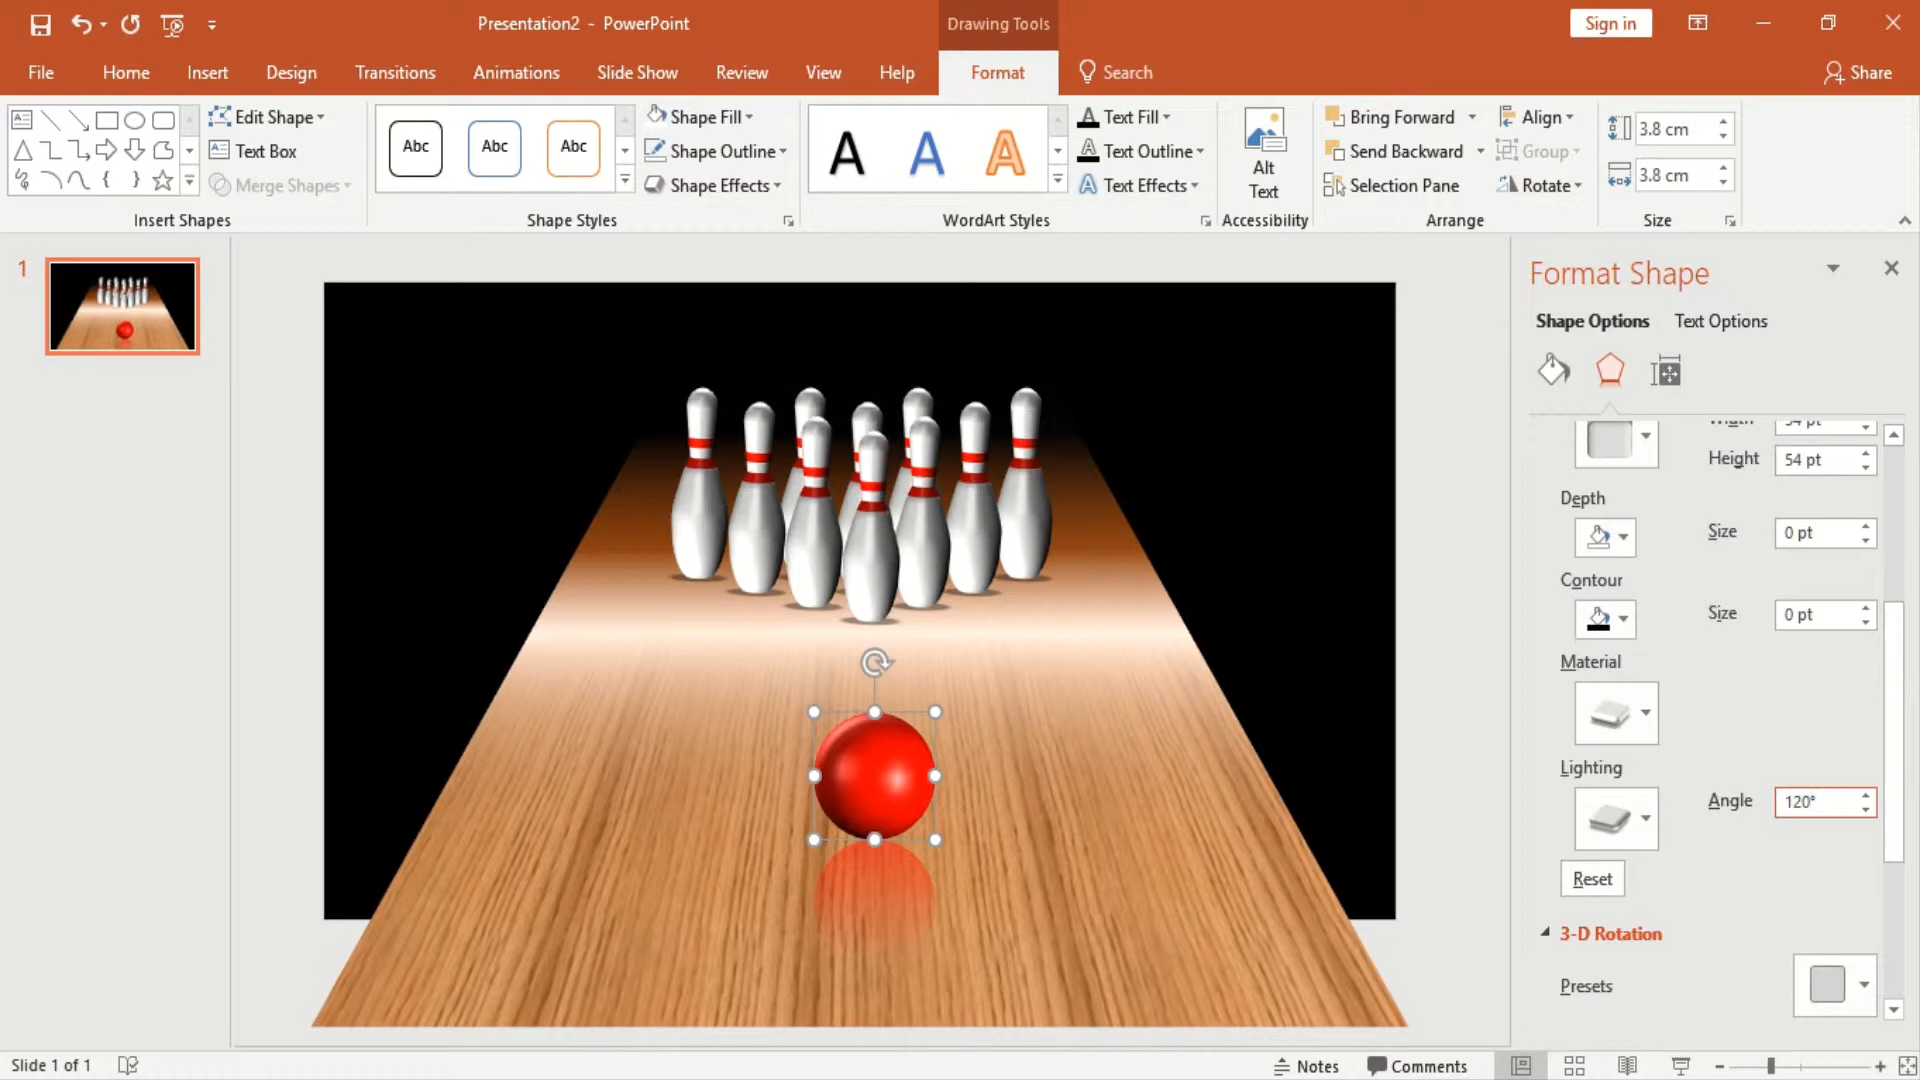 Presentation2 - PowerPoint
Drawing Tools
Sign in
File Home Insert Design Transitions Animations Slide Show Review View Help Format Search Share
Edit Shape
Text Box
Merge Shapes
Insert Shapes
Abc Abc Abc
Shape Fill
Shape Outline
Shape Effects
Shape Styles
A A A
Text Fill
Text Outline
Text Effects
WordArt Styles
Alt
Text
Accessibility
Bring Forward
Send Backward
Selection Pane
Align
Group
Rotate
Arrange
3.8 cm
3.8 cm
Size
1
Format Shape
Shape Options Text Options
Width 54 pt
Height 54 pt
Depth
Size 0 pt
Contour
Size 0 pt
Material
Lighting
Angle 120°
Reset
3-D Rotation
Presets
Slide 1 of 1
Notes Comments